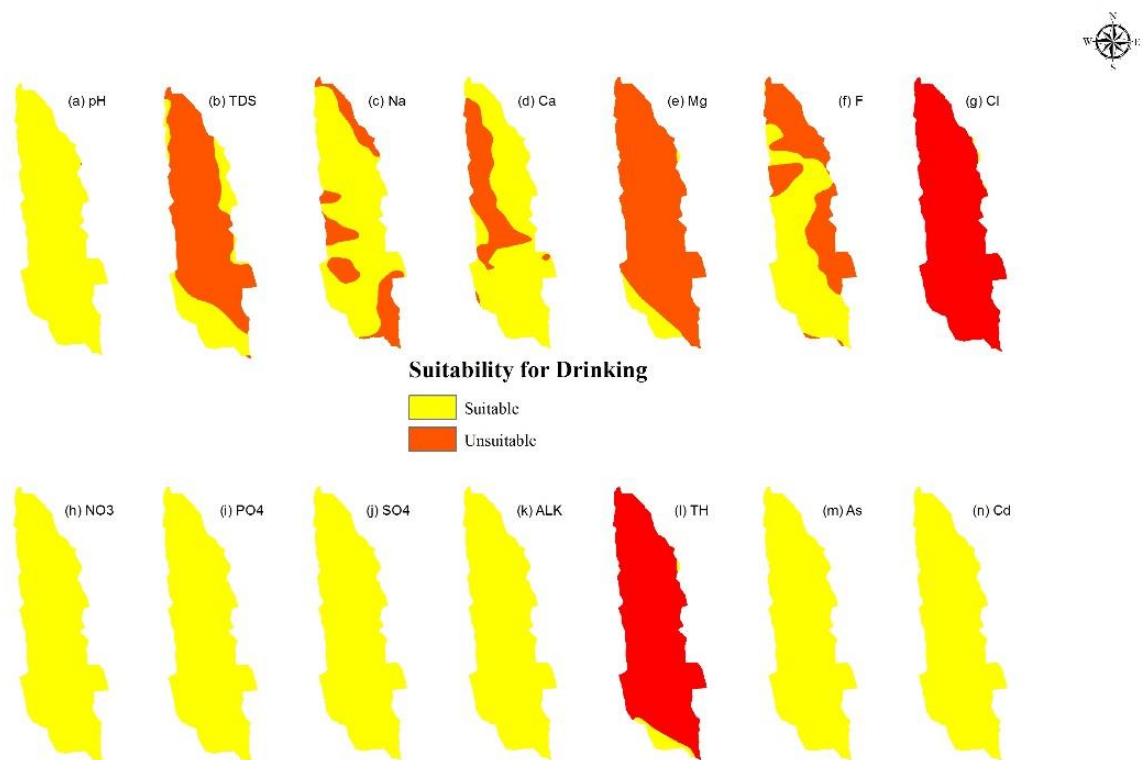 N
W E
S
(a) pH
(b) TDS
(c) Na
(d) Ca
(e) Mg
(f) F
(g) Cl
Suitability for Drinking
Suitable
Unsuitable
(h) NO3
(i) PO4
(j) SO4
(k) ALK
(l) TH
(m) As
(n) Cd